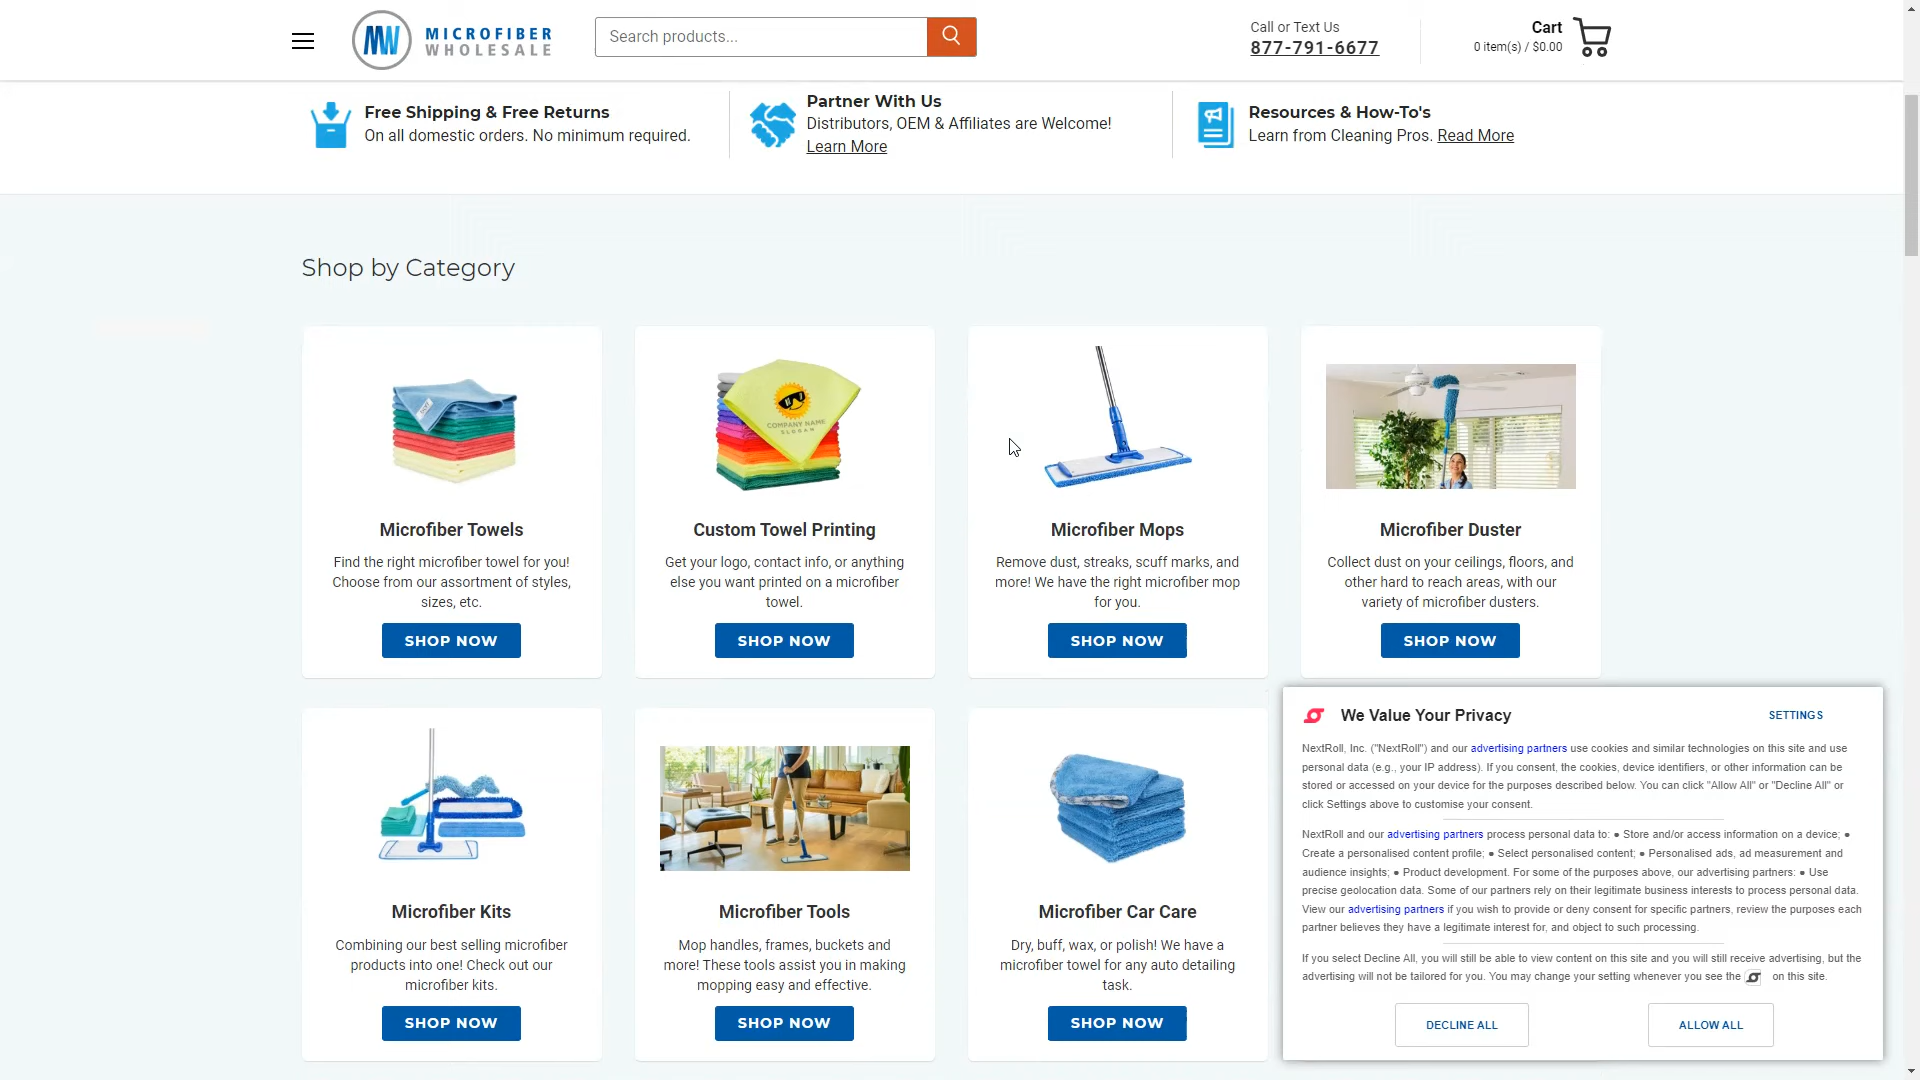 MW MICROFIBER
WHOLESALE
Search products...
Call or Text Us
877-791-6677
Cart
0 item(s) / $0.00
Free Shipping & Free Returns
On all domestic orders. No minimum required.
Partner With Us
Distributors, OEM & Affiliates are Welcome!
Learn More
Resources & How-To's
Learn from Cleaning Pros. Read More
Shop by Category
COMPANY NAME
SLOGAN
Microfiber Towels
Find the right microfiber towel for you!
Choose from our assortment of styles,
sizes, etc.
SHOP NOW
Custom Towel Printing
Get your logo, contact info, or anything
else you want printed on a microfiber
towel.
SHOP NOW
Microfiber Mops
Remove dust, streaks, scuff marks, and
more! We have the right microfiber mop
for you.
SHOP NOW
Microfiber Duster
Collect dust on your ceilings, floors, and
other hard to reach areas, with our
variety of microfiber dusters.
SHOP NOW
Microfiber Kits
Combining our best selling microfiber
products into one! Check out our
microfiber kits.
SHOP NOW
Microfiber Tools
Mop handles, frames, buckets and
more! These tools assist you in making
mopping easy and effective.
SHOP NOW
Microfiber Car Care
Dry, buff, wax, or polish! We have a
microfiber towel for any auto detailing
task.
SHOP NOW
We Value Your Privacy
SETTINGS
NextRoll, Inc. ("NextRoll") and our advertising partners use cookies and similar technologies on this site and use
personal data (e.g., your IP address). If you consent, the cookies, device identifiers, or other information can be
stored or accessed on your device for the purposes described below. You can click "Allow All" or "Decline All" or
click Settings above to customise your consent.
NextRoll and our advertising partners process personal data to: ● Store and/or access information on a device; ●
Create a personalised content profile; ● Select personalised content; ● Personalised ads, ad measurement and
audience insights; ● Product development. For some of the purposes above, our advertising partners: ● Use
precise geolocation data. Some of our partners rely on their legitimate business interests to process personal data.
View our advertising partners if you wish to provide or deny consent for specific partners, review the purposes each
partner believes they have a legitimate interest for, and object to such processing.
If you select Decline All, you will still be able to view content on this site and you will still receive advertising, but the
advertising will not be tailored for you. You may change your setting whenever you see the on this site.
DECLINE ALL
ALLOW ALL